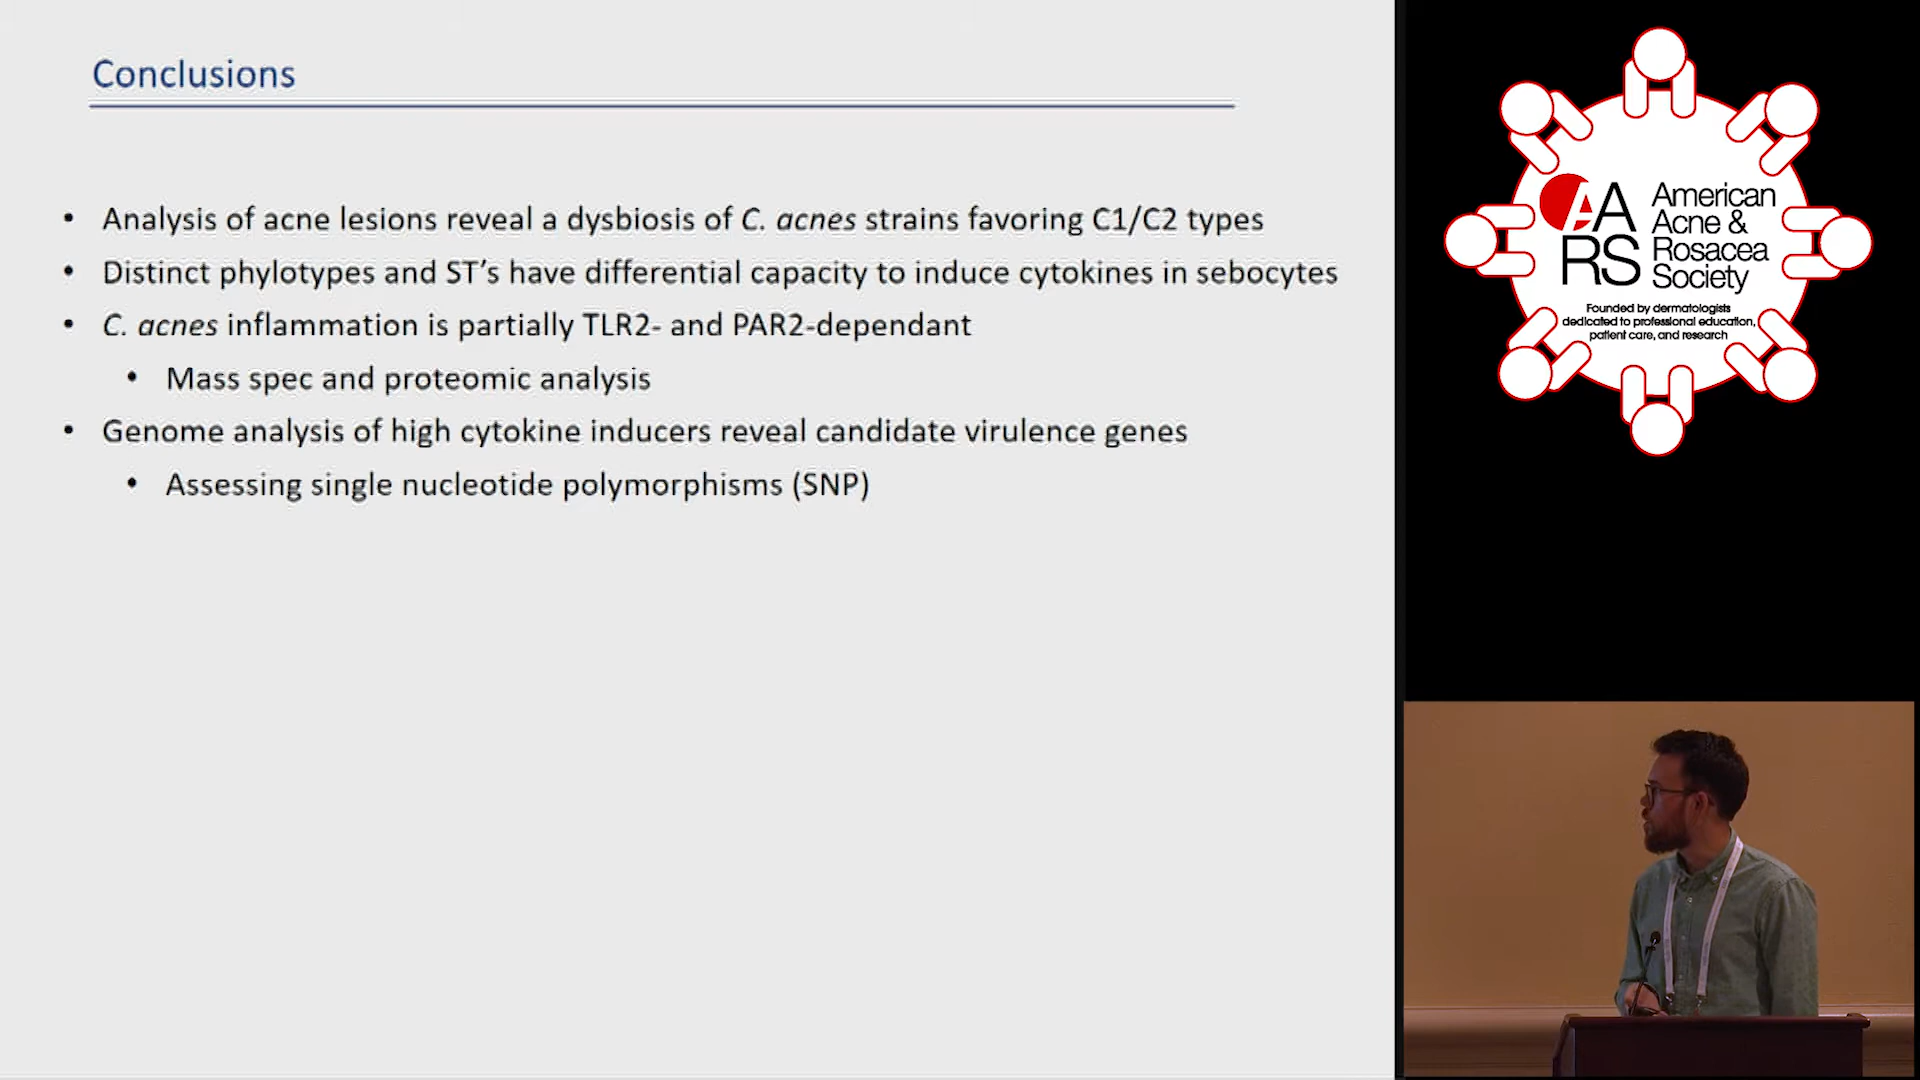 Conclusions
• Analysis of acne lesions reveal a dysbiosis of C. acnes strains favoring C1/C2 types
• Distinct phylotypes and ST's have differential capacity to induce cytokines in sebocytes
• C. acnes inflammation is partially TLR2- and PAR2-dependant
• Mass spec and proteomic analysis
• Genome analysis of high cytokine inducers reveal candidate virulence genes
• Assessing single nucleotide polymorphisms (SNP)
AARS
American
Acne &
Rosacea
Society
Founded by dermatologists
dedicated to professional education,
patient care, and research